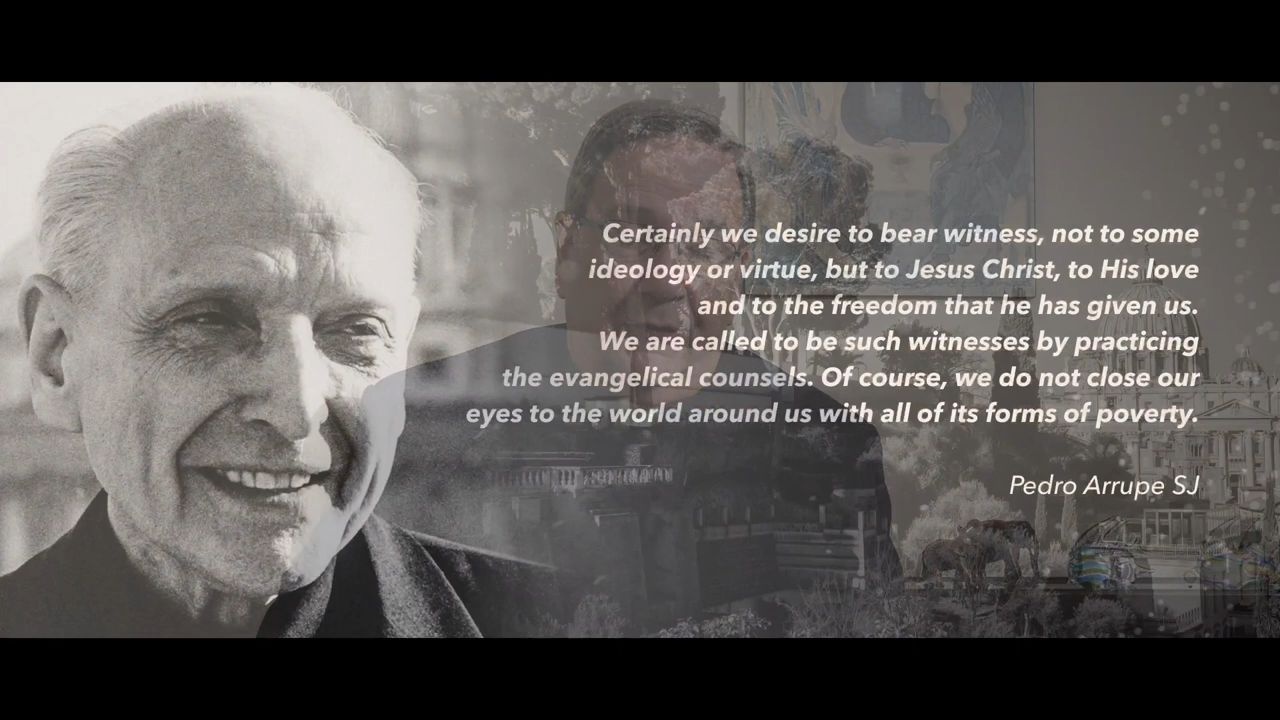 Certainly we desire to bear witness, not to some
ideology or virtue, but to Jesus Christ, to His love
and to the freedom that he has given us.
We are called to be such witnesses by practicing
the evangelical counsels. Of course, we do not close our
eyes to the world around us with all of its forms of poverty.
Pedro Arrupe SJ